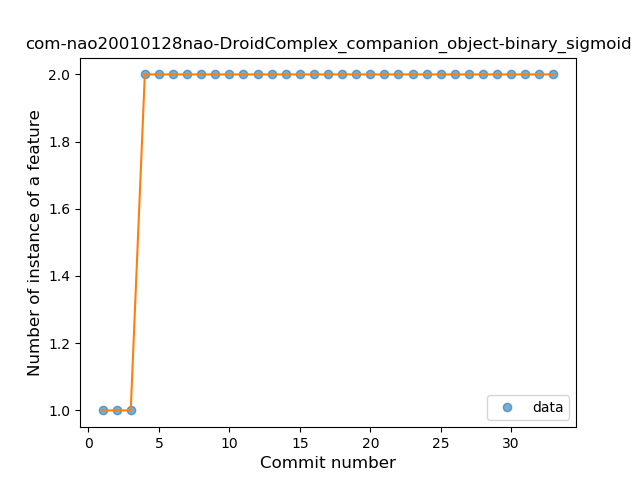 com-nao20010128nao-DroidComplex_companion_object-binary_sigmoid
2.0
1.8
1.6
1.4
1.2
1.0
Number of instance of a feature
data
0 5 10 15 20 25 30
Commit number